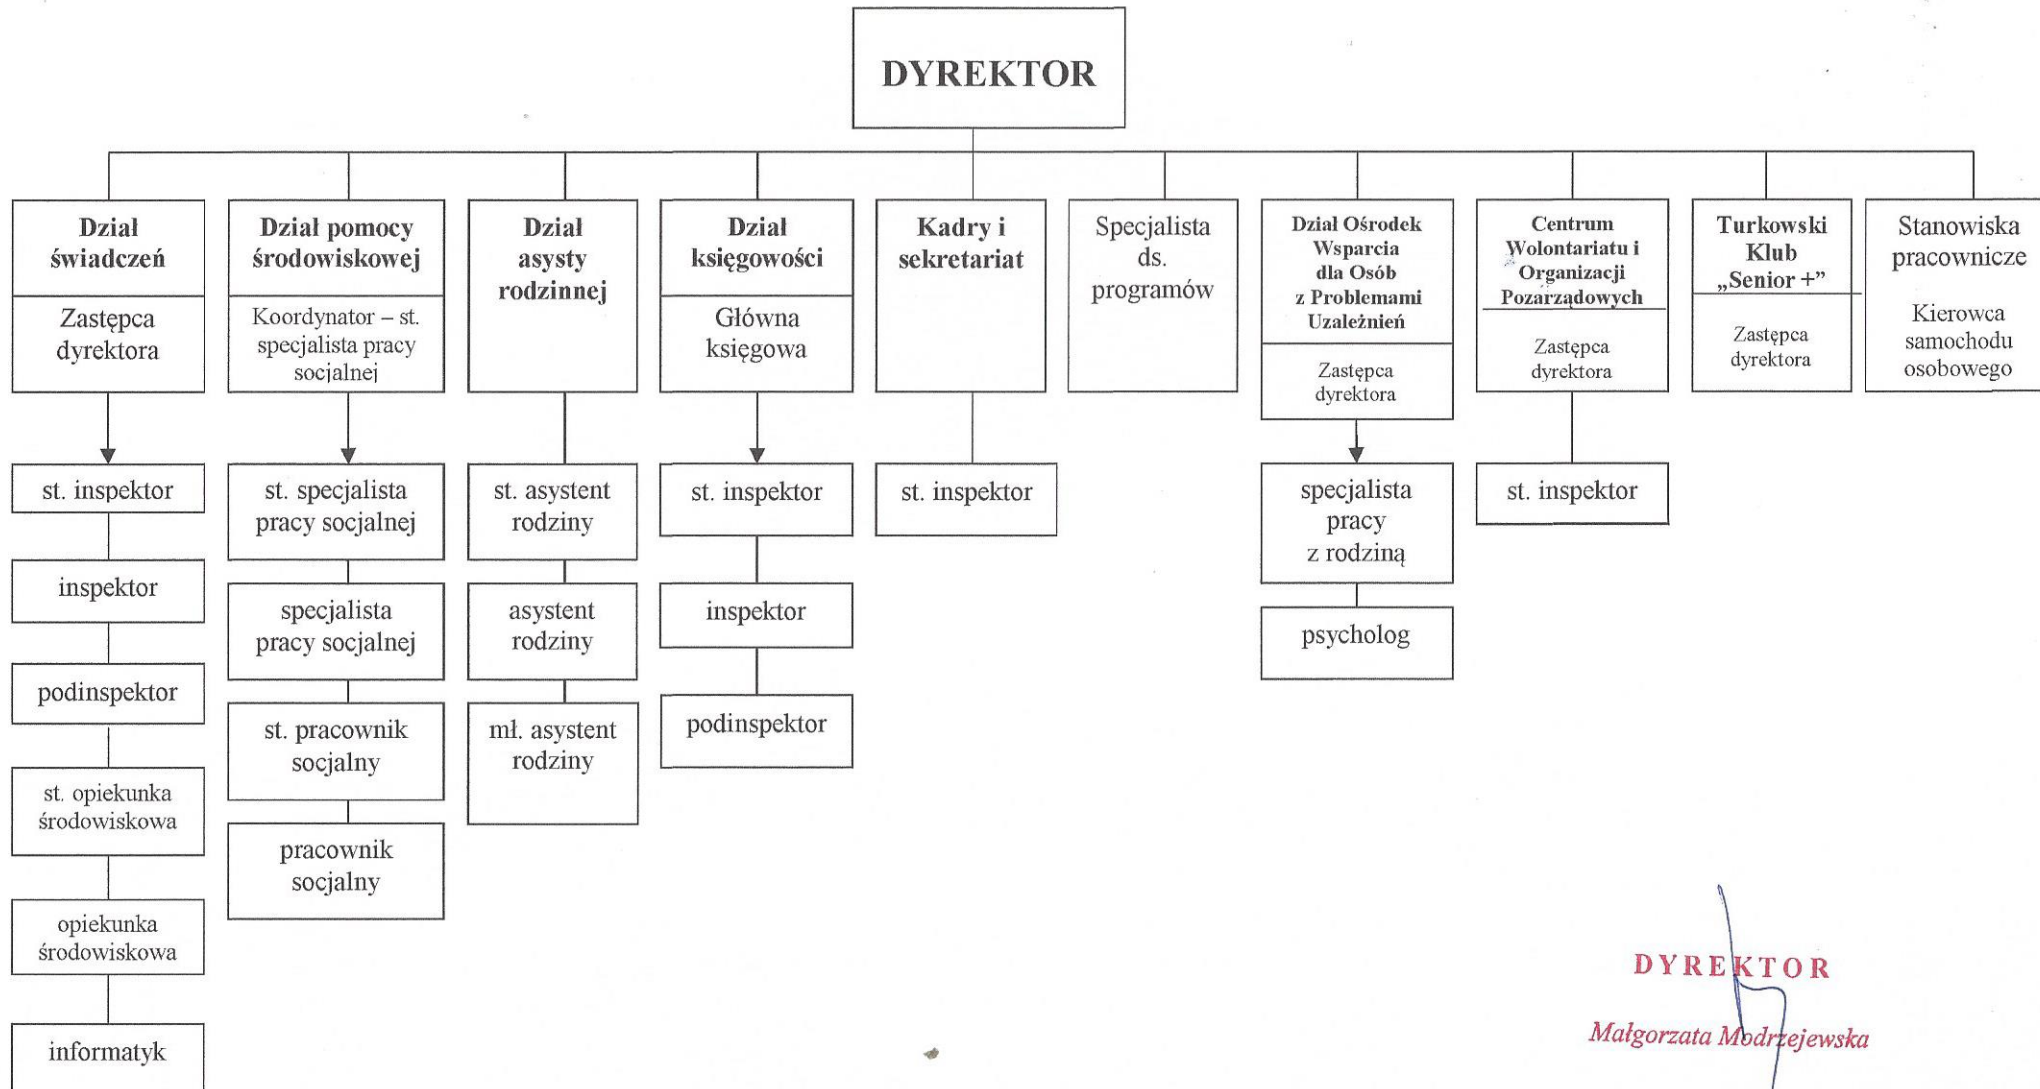 DYREKTOR
Dział
świadczeń
Zastępca
dyrektora
st. inspektor
inspektor
podinspektor
st. opiekunka
środowiskowa
opiekunka
środowiskowa
informatyk
Dział pomocy
środowiskowej
Koordynator – st.
specjalista pracy
socjalnej
st. specjalista
pracy socjalnej
specjalista
pracy socjalnej
st. pracownik
socjalny
pracownik
socjalny
Dział
asysty
rodzinnej
st. asystent
rodziny
asystent
rodziny
mł. asystent
rodziny
Dział
księgowości
Główna
księgowa
st. inspektor
inspektor
podinspektor
Kadry i
sekretariat
st. inspektor
Specjalista
ds.
programów
Dział Ośrodek
Wsparcia
dla Osób
z Problemami
Uzależnień
Zastępca
dyrektora
specjalista
pracy
z rodziną
psycholog
Centrum
Wolontariatu i
Organizacji
Pozarządowych
Zastępca
dyrektora
st. inspektor
Turkowski
Klub
„Senior +”
Zastępca
dyrektora
Stanowiska
pracownicze
Kierowca
samochodu
osobowego
DYREKTOR
Małgorzata Modrzejewska